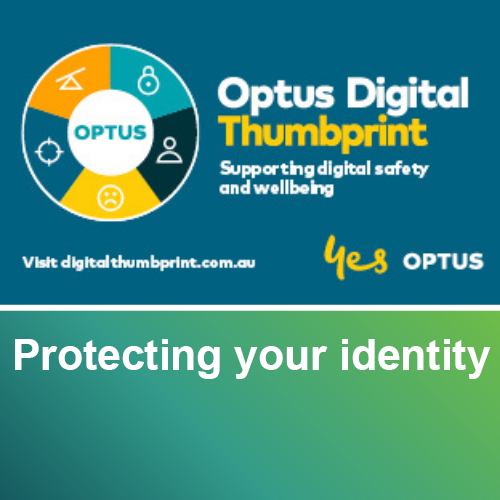 OPTUS
Optus Digital
Thumbprint
Supporting digital safety
and wellbeing
Visit digitalthumbprint.com.au
yes OPTUS
Protecting your identity